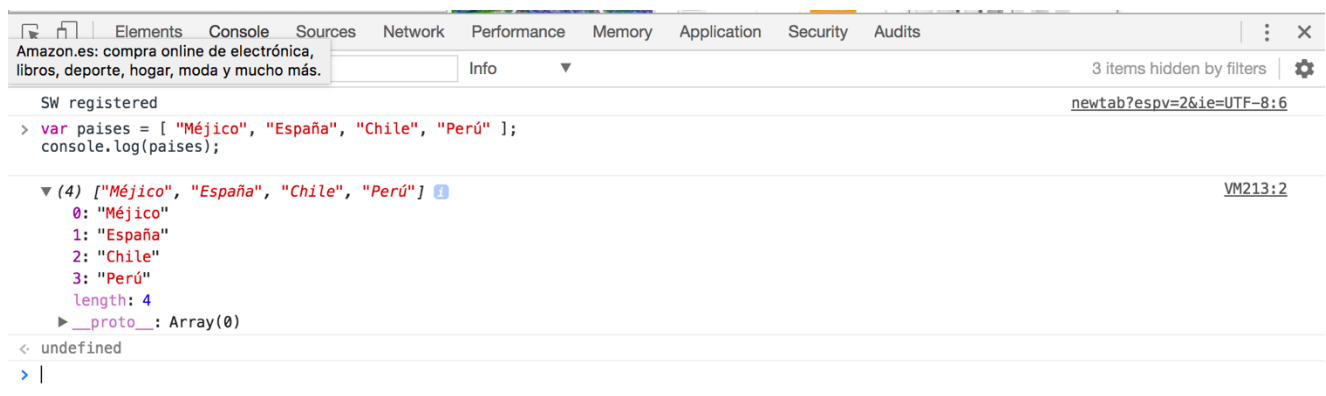 Elements Console Sources Network Performance Memory Application Security Audits
Amazon.es: compra online de electrónica,
libros, deporte, hogar, moda y mucho más.
Info 3 items hidden by filters
SW registered newtab?espv=2&ie=UTF-8:6
> var paises = [ "Méjico", "España", "Chile", "Perú" ];
console.log(paises);
▼ (4) ["Méjico", "España", "Chile", "Perú"] i VM213:2
0: "Méjico"
1: "España"
2: "Chile"
3: "Perú"
length: 4
▶ __proto__: Array(0)
undefined
>